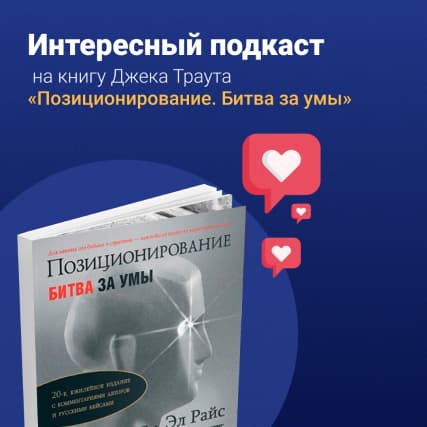 Интересный подкаст
на книгу Джека Траута
«Позиционирование. Битва за умы»
Позиционирование
БИТВА ЗА УМЫ
20-е, юбилейное издание
с комментариями авторов
и русскими кейсами
Эл Райс